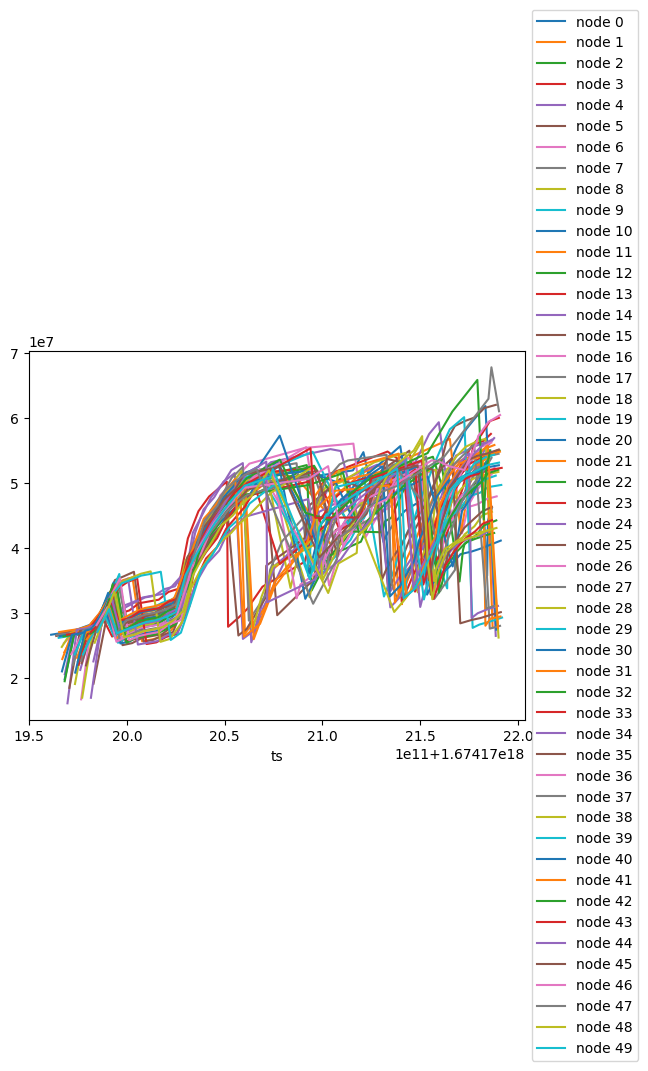 1e7
7
6
5
4
3
2
19.5
20.0
20.5
21.0
21.5
22.0
ts
1e11+1.67417e18
node 0
node 1
node 2
node 3
node 4
node 5
node 6
node 7
node 8
node 9
node 10
node 11
node 12
node 13
node 14
node 15
node 16
node 17
node 18
node 19
node 20
node 21
node 22
node 23
node 24
node 25
node 26
node 27
node 28
node 29
node 30
node 31
node 32
node 33
node 34
node 35
node 36
node 37
node 38
node 39
node 40
node 41
node 42
node 43
node 44
node 45
node 46
node 47
node 48
node 49